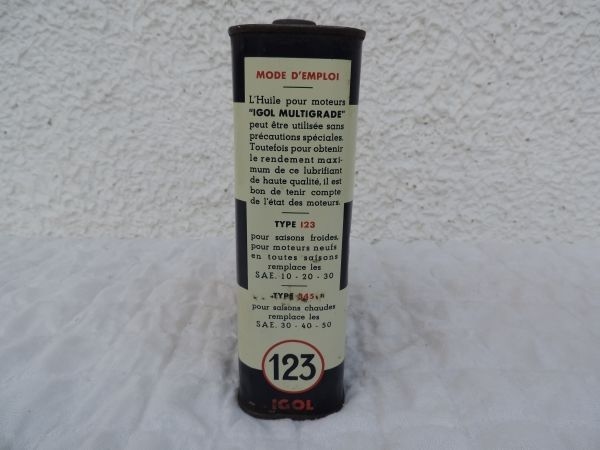 MODE D'EMPLOI
L'Huile pour moteurs
"IGOL MULTIGRADE"
peut être utilisée sans
précautions spéciales.
Toutefois pour obtenir
le rendement maxi-
mum de ce lubrifiant
de haute qualité, il est
bon de tenir compte
de l'état des moteurs.
TYPE 123
pour saisons froides,
pour moteurs neufs
en toutes saisons
remplace les
S.A.E. 10 - 20 - 30
TYPE 345
pour saisons chaudes
remplace les
S.A.E. 30 - 40 - 50
123
IGOL